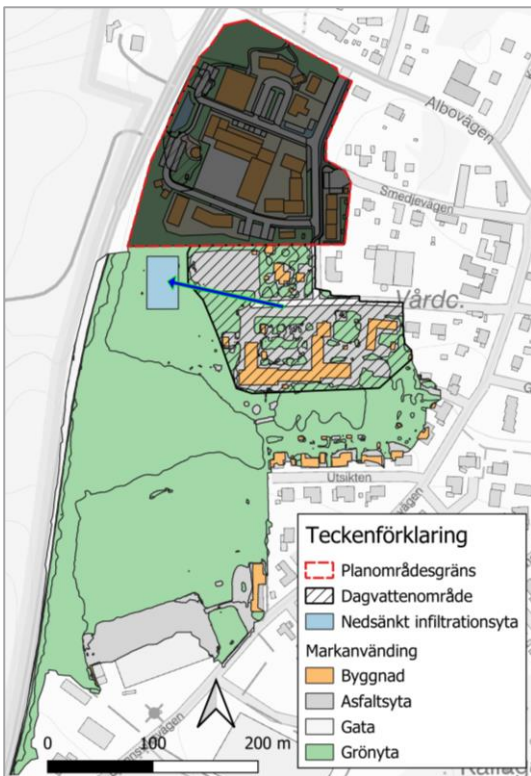 Albovägen
Smedjevägen
Vårdc.
Utsikten
Teckenförklaring
Planområdesgräns
Dagvattenområde
Nedsänkt infiltrationsyta
Markanvänding
Byggnad
Asfaltsyta
Gata
Grönyta
0 100 200 m